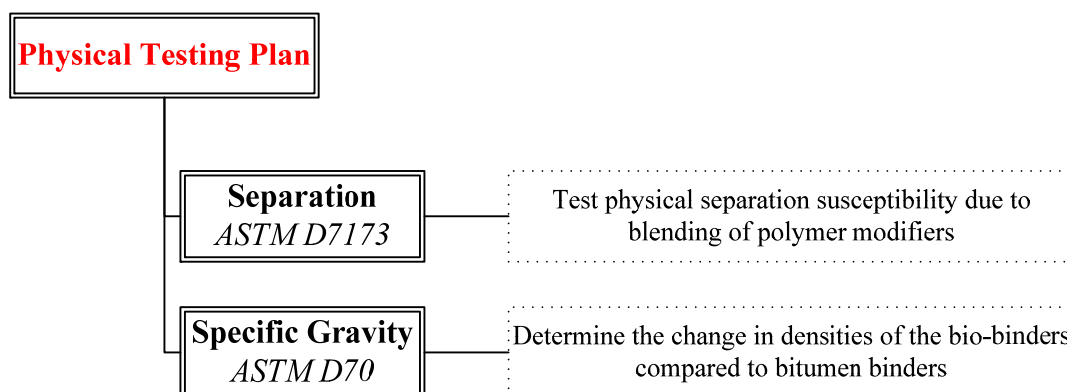 Physical Testing Plan
Separation
ASTM D7173
Test physical separation susceptibility due to
blending of polymer modifiers
Specific Gravity
ASTM D70
Determine the change in densities of the bio-binders
compared to bitumen binders